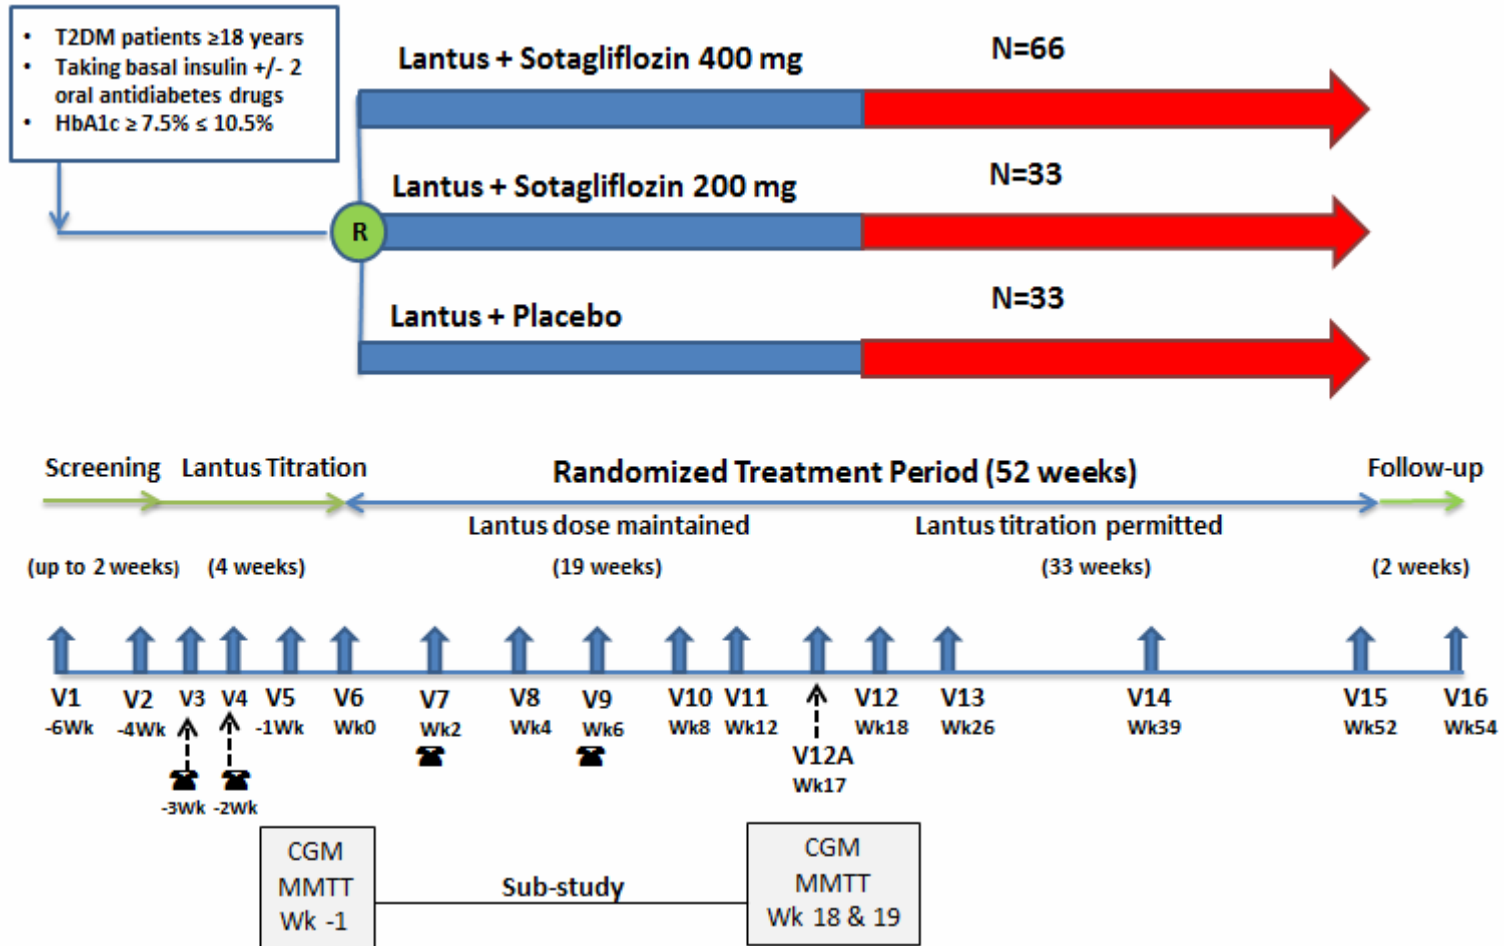 • T2DM patients ≥18 years
• Taking basal insulin +/- 2
oral antidiabetes drugs
• HbA1c ≥ 7.5% ≤ 10.5%
Lantus + Sotagliflozin 400 mg
N=66
Lantus + Sotagliflozin 200 mg
N=33
R
Lantus + Placebo
N=33
Screening
Lantus Titration
Randomized Treatment Period (52 weeks)
Follow-up
Lantus dose maintained
Lantus titration permitted
(up to 2 weeks)
(4 weeks)
(19 weeks)
(33 weeks)
(2 weeks)
V1
-6Wk
V2
-4Wk
V3
-3Wk
V4
-2Wk
V5
-1Wk
V6
Wk0
V7
Wk2
V8
Wk4
V9
Wk6
V10
Wk8
V11
Wk12
V12A
Wk17
V12
Wk18
V13
Wk26
V14
Wk39
V15
Wk52
V16
Wk54
CGM
MMTT
Wk -1
Sub-study
CGM
MMTT
Wk 18 & 19